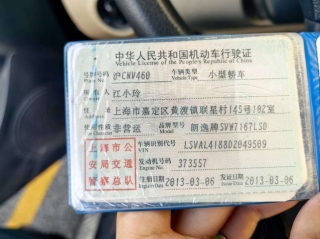 中华人民共和国机动车行驶证
Vehicle License of the People's Republic of China
号牌号码 沪CNV460 车辆类型 小型轿车
Plate No. Vehicle Type
所有人 江小玲
住址 上海市嘉定区黄渡镇联星村145号102室
使用性质 非营运 品牌型号 朗逸牌SVW7167LSD
上海市公安局交通警察总队
车辆识别代号 LSVAL4188D2049509
VIN
发动机号码 373557
注册日期 2013-03-06 发证日期 2013-03-06